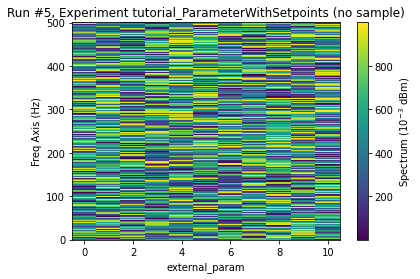 Run #5, Experiment tutorial_ParameterWithSetpoints (no sample)
500
400
300
200
100
0
Freq Axis (Hz)
0 2 4 6 8 10
external_param
800
600
400
200
Spectrum (10⁻³ dBm)